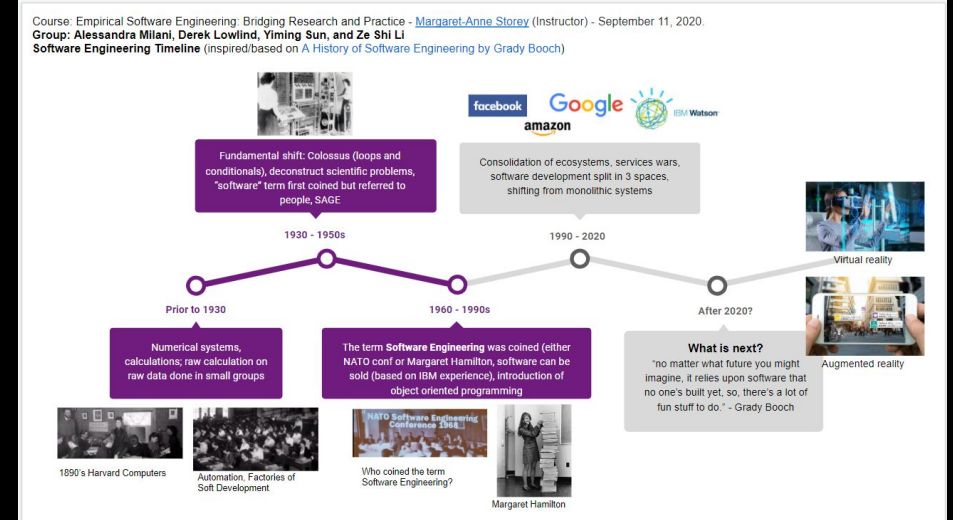 Course: Empirical Software Engineering: Bridging Research and Practice - Margaret-Anne Storey (Instructor) - September 11, 2020.
Group: Alessandra Milani, Derek Lowlind, Yiming Sun, and Ze Shi Li
Software Engineering Timeline (inspired/based on A History of Software Engineering by Grady Booch)
facebook
Google
amazon
IBM Watson
Fundamental shift: Colossus (loops and
conditionals), deconstruct scientific problems,
"software" term first coined but referred to
people, SAGE
Consolidation of ecosystems, services wars,
software development split in 3 spaces,
shifting from monolithic systems
1930 - 1950s
1990 - 2020
Virtual reality
Prior to 1930
1960 - 1990s
After 2020?
Numerical systems,
calculations; raw calculation on
raw data done in small groups
The term Software Engineering was coined (either
NATO conf or Margaret Hamilton, software can be
sold (based on IBM experience), introduction of
object oriented programming
What is next?
"no matter what future you might
imagine, it relies upon software that
no one's built yet, so, there's a lot of
fun stuff to do." - Grady Booch
Augmented reality
NATO Software Engineering
Conference 1968
1890's Harvard Computers
Automation, Factories of
Soft Development
Who coined the term
Software Engineering?
Margaret Hamilton